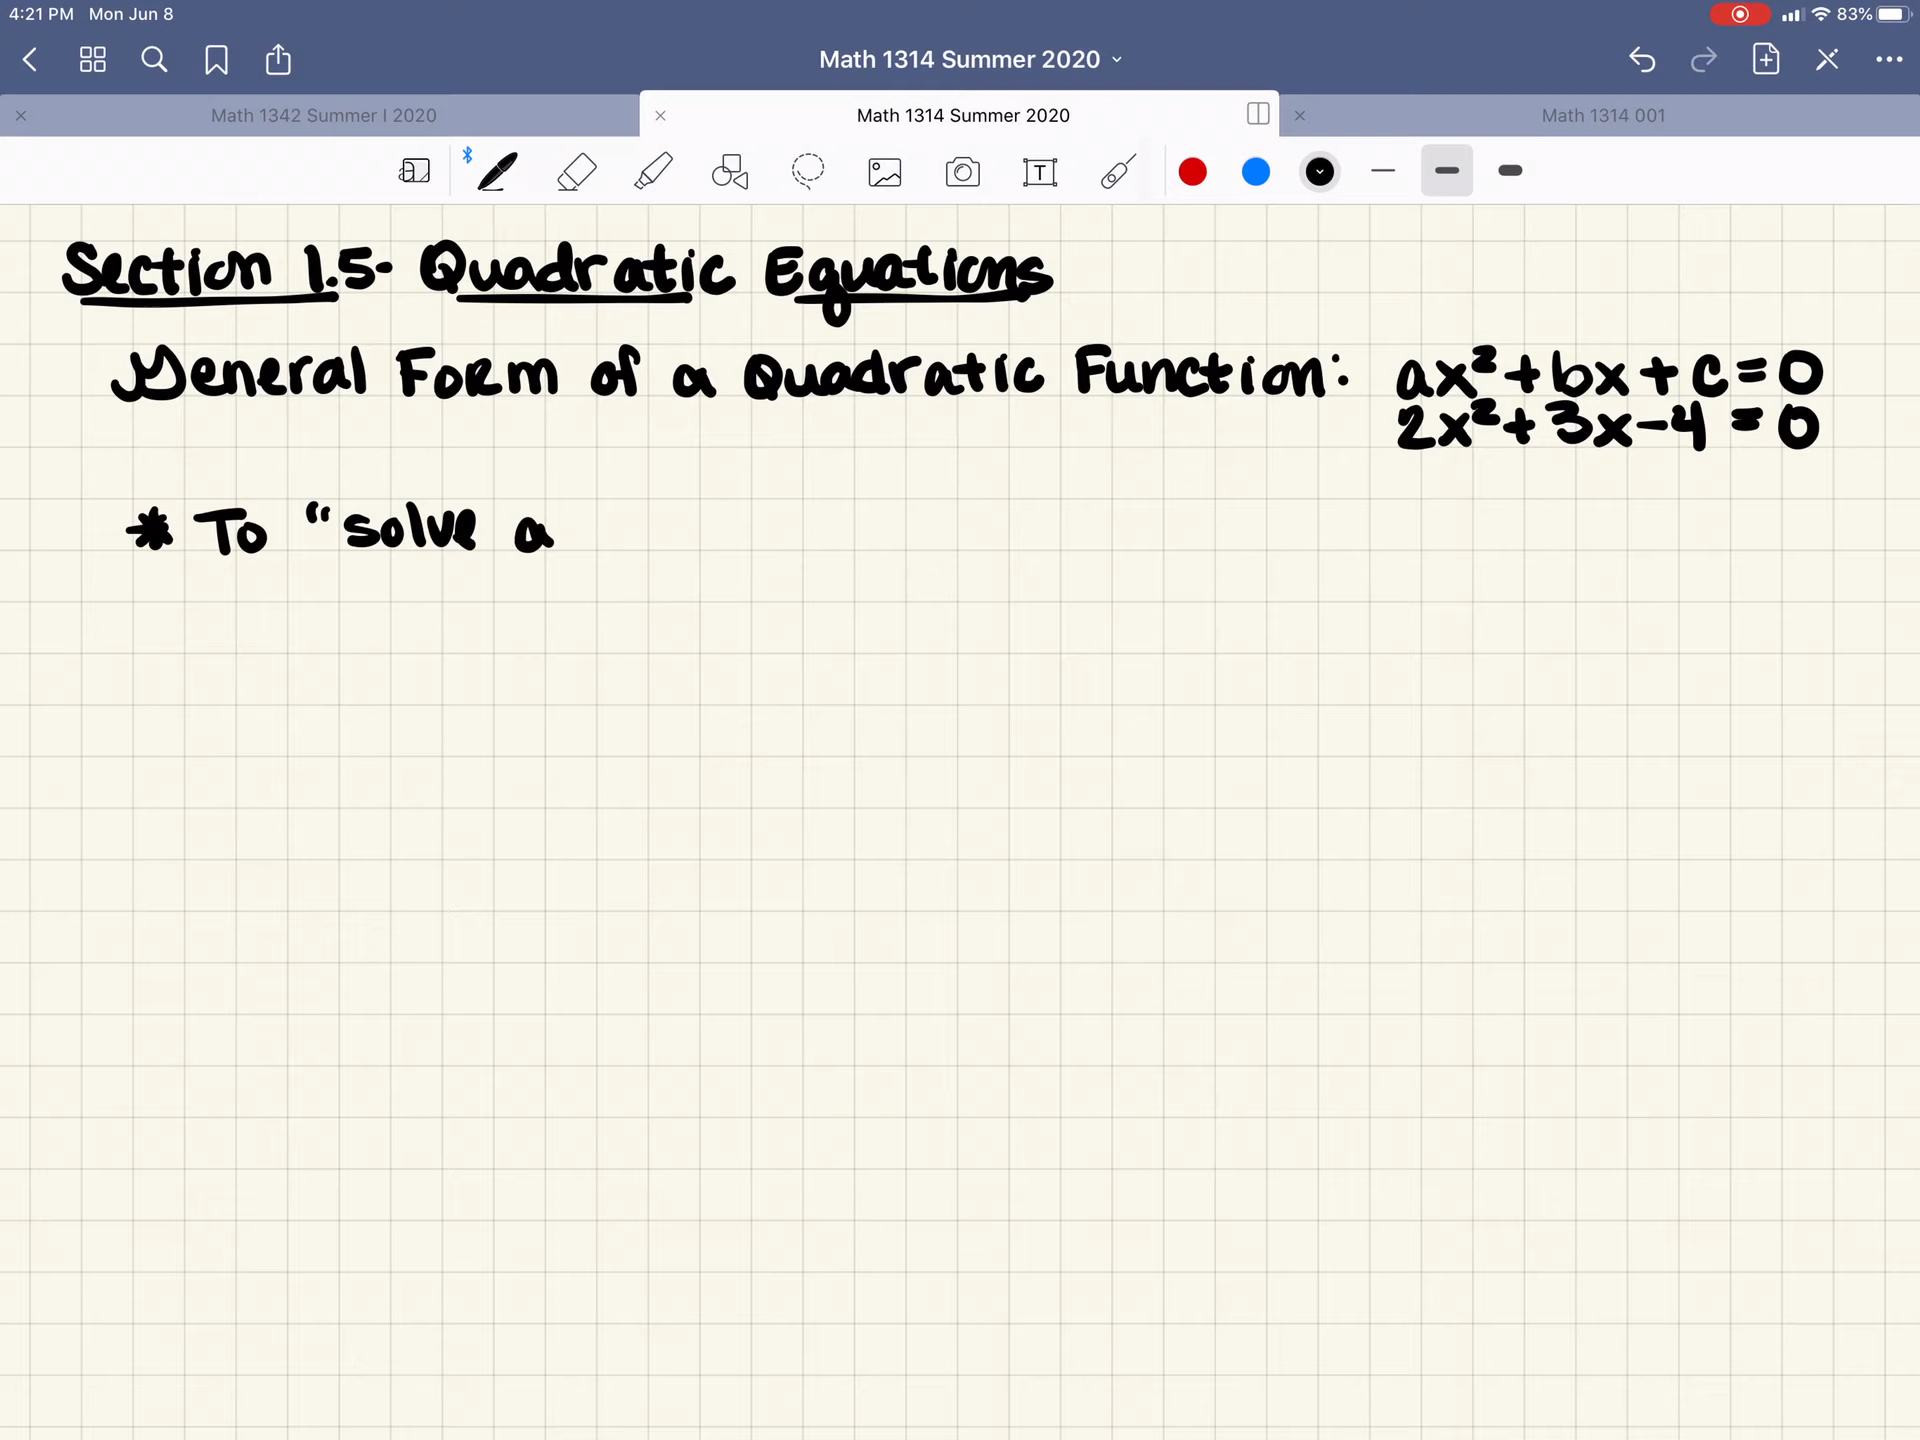 4:21 PM Mon Jun 8
83%
Math 1314 Summer 2020
Math 1342 Summer I 2020
Math 1314 Summer 2020
Math 1314 001
Section 1.5- Quadratic Equations
General Form of a Quadratic Function: ax²+bx+c=0
2x²+3x-4=0
* To "solve a